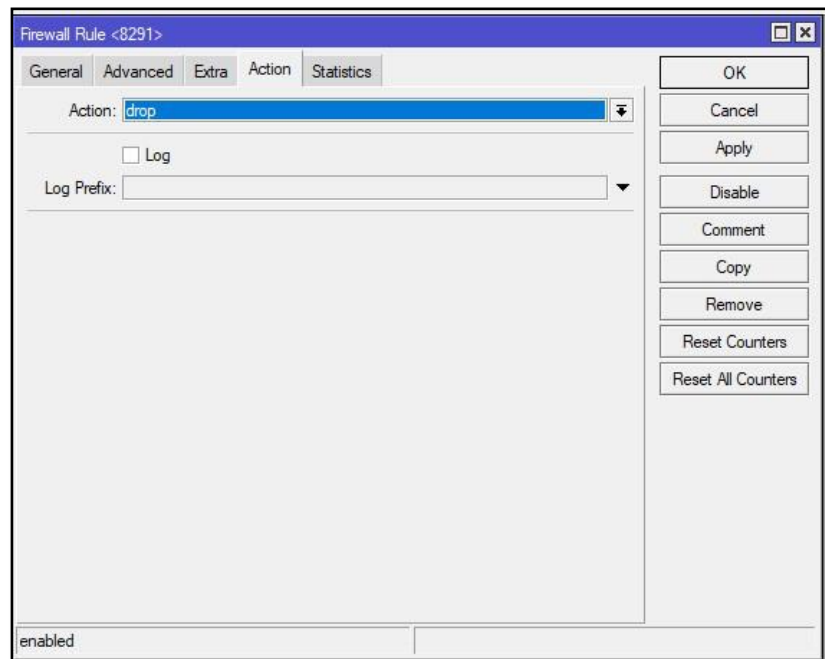 Firewall Rule <8291>
General Advanced Extra Action Statistics
Action: drop
Log
Log Prefix:
OK
Cancel
Apply
Disable
Comment
Copy
Remove
Reset Counters
Reset All Counters
enabled